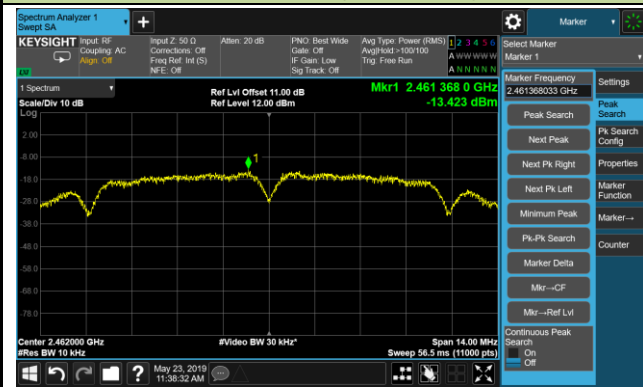 Spectrum Analyzer 1
Swept SA
Marker
KEYSIGHT
Input: RF
Coupling: AC
Align: Off
Input Z: 50 Ω
Corrections: Off
Freq Ref: Int (S)
NFE: Off
Atten: 20 dB
PNO: Best Wide
Gate: Off
IF Gain: Low
Sig Track: Off
Avg Type: Power (RMS)
Avg|Hold:>100/100
Trig: Free Run
1 2 3 4 5 6
A W W W W W
A N N N N N
Select Marker
Marker 1
1 Spectrum
Scale/Div 10 dB
Log
Ref Lvl Offset 11.00 dB
Ref Level 12.00 dBm
Mkr1 2.461 368 0 GHz
-13.423 dBm
2.00
-8.00
-18.0
-28.0
-38.0
-48.0
-58.0
-68.0
-78.0
1
Center 2.462000 GHz
#Res BW 10 kHz
#Video BW 30 kHz*
Span 14.00 MHz
Sweep 56.5 ms (11000 pts)
Marker Frequency
2.461368033 GHz
Peak Search
Next Peak
Next Pk Right
Next Pk Left
Minimum Peak
Pk-Pk Search
Marker Delta
Mkr→CF
Mkr→Ref Lvl
Continuous Peak
Search
On
Off
Settings
Peak
Search
Pk Search
Config
Properties
Marker
Function
Marker→
Counter
May 23, 2019
11:38:32 AM